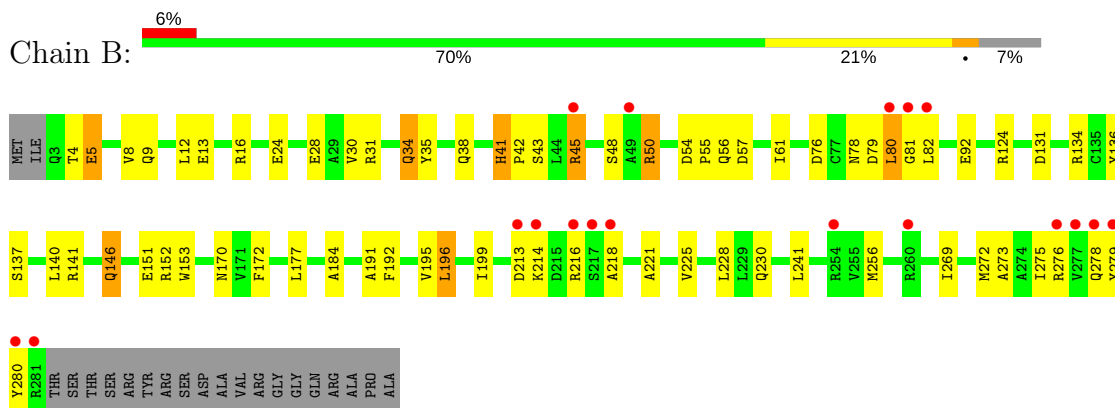 6%
Chain B:
70% 21% • 7%
MET ILE Q3 T4 E5 V8 Q9 L12 E13 R16 E24 E28 A29 V30 R31 Q34 Y35 Q38 H41 P42 S43 L44 R45 S48 A49 R50 D54 P55 Q56 D57 I61 D76 C77 N78 D79 L80 G81 L82 E92 R124 D131 R134 C135 Y136
S137 L140 R141 Q146 E151 R152 W153 N170 V171 F172 L177 A184 A191 F192 V195 L196 I199 D213 K214 D215 R216 S217 A218 A221 V225 L228 L229 Q230 L241 R254 V255 M256 R260 I269 M272 A273 A274 I275 R276 V277 Q278 Y279
Y280 R281 THR SER THR SER ARG TYR ARG SER ASP ALA VAL ARG GLY GLY GLN ARG ALA PRO ALA